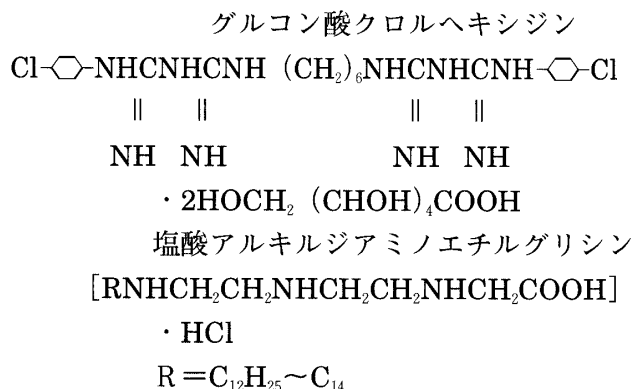 グルコン酸クロルヘキシジン
Cl-⬡-NHCNHCNH (CH₂)₆NHCNHCNH-⬡-Cl
‖ ‖ ‖ ‖
NH NH NH NH
・2HOCH₂ (CHOH)₄COOH
塩酸アルキルジアミノエチルグリシン
[RNHCH₂CH₂NHCH₂CH₂NHCH₂COOH]
・HCl
R=C₁₂H₂₅~C₁₄